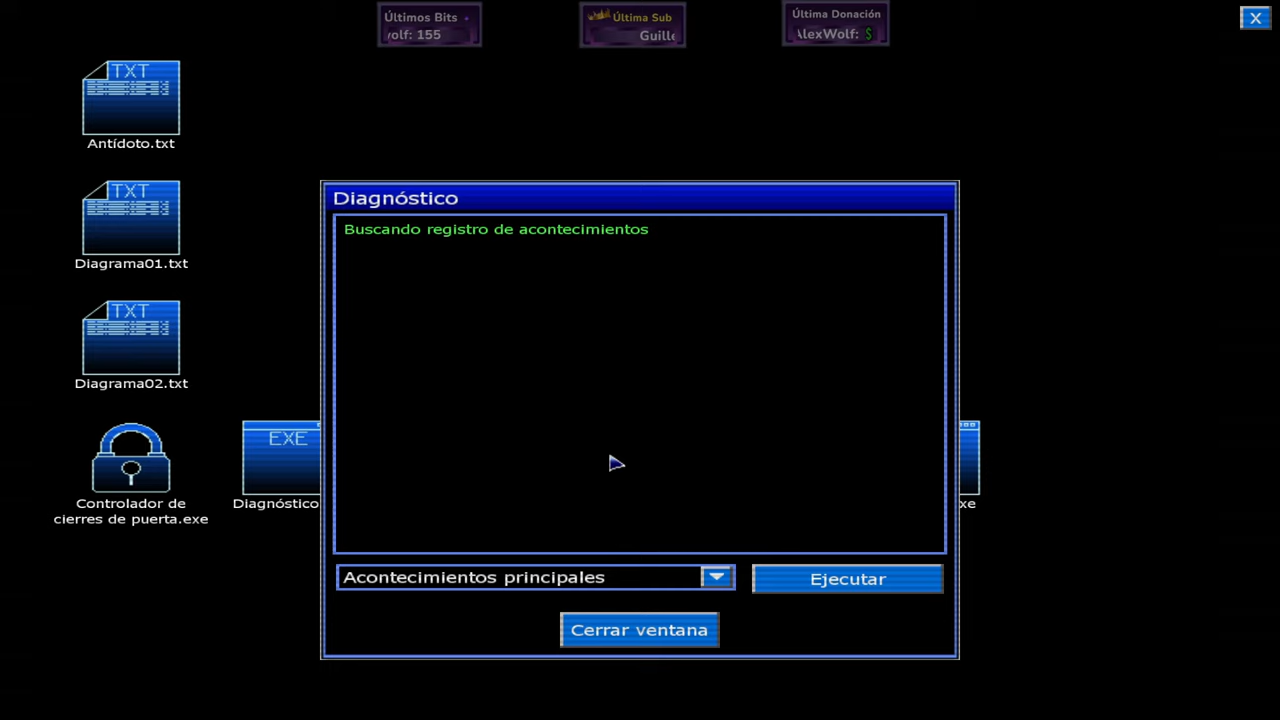 Últimos Bits
olf: 155
Última Sub
Guill
Última Donación
AlexWolf: $
X
TXT
Antídoto.txt
TXT
Diagrama01.txt
TXT
Diagrama02.txt
Controlador de
cierres de puerta.exe
EXE
Diagnóstico
xe
Diagnóstico
Buscando registro de acontecimientos
Acontecimientos principales
Ejecutar
Cerrar ventana